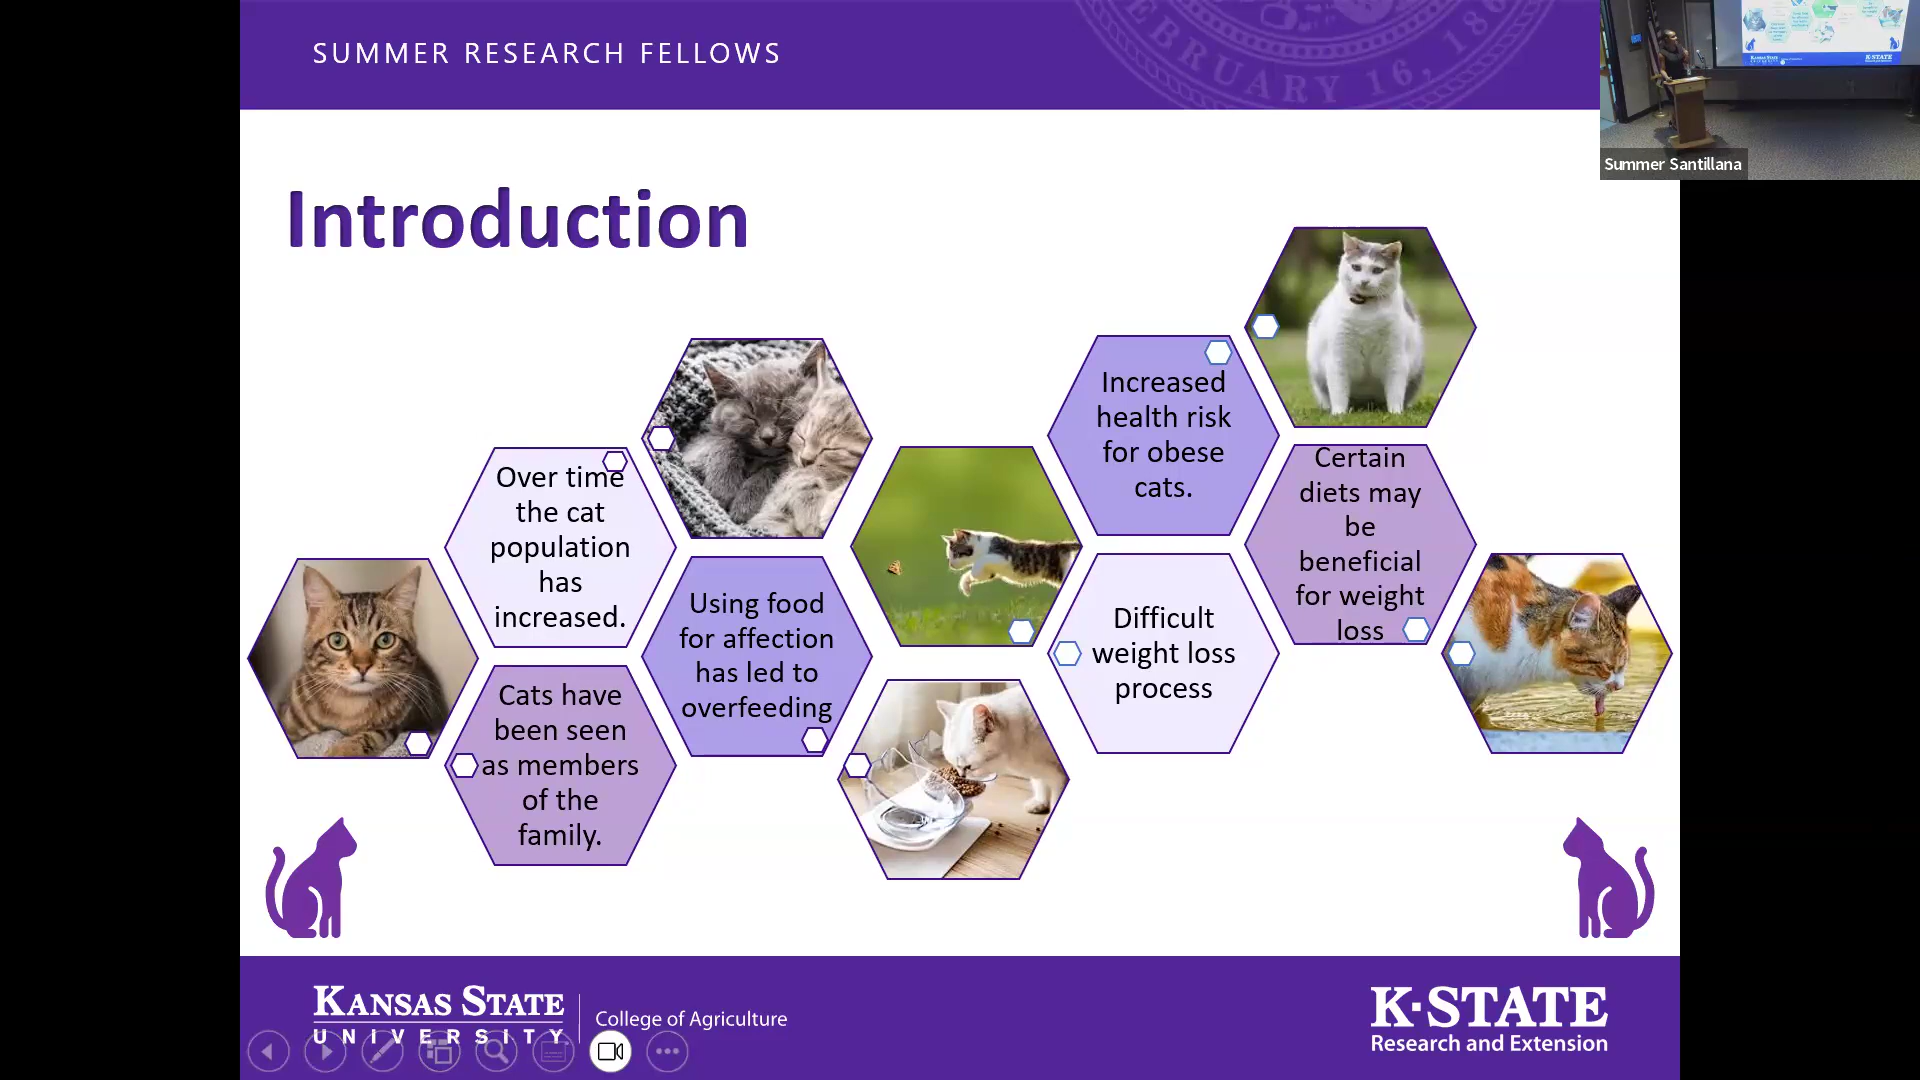 SUMMER RESEARCH FELLOWS
FEBRUARY 16, 186
Summer Santillana
Introduction
Over time
the cat
population
has
increased.
Cats have
been seen
as members
of the
family.
Using food
for affection
has led to
overfeeding
Increased
health risk
for obese
cats.
Difficult
weight loss
process
Certain
diets may
be
beneficial
for weight
loss
KANSAS STATE
UNIVERSITY
College of Agriculture
K-STATE
Research and Extension